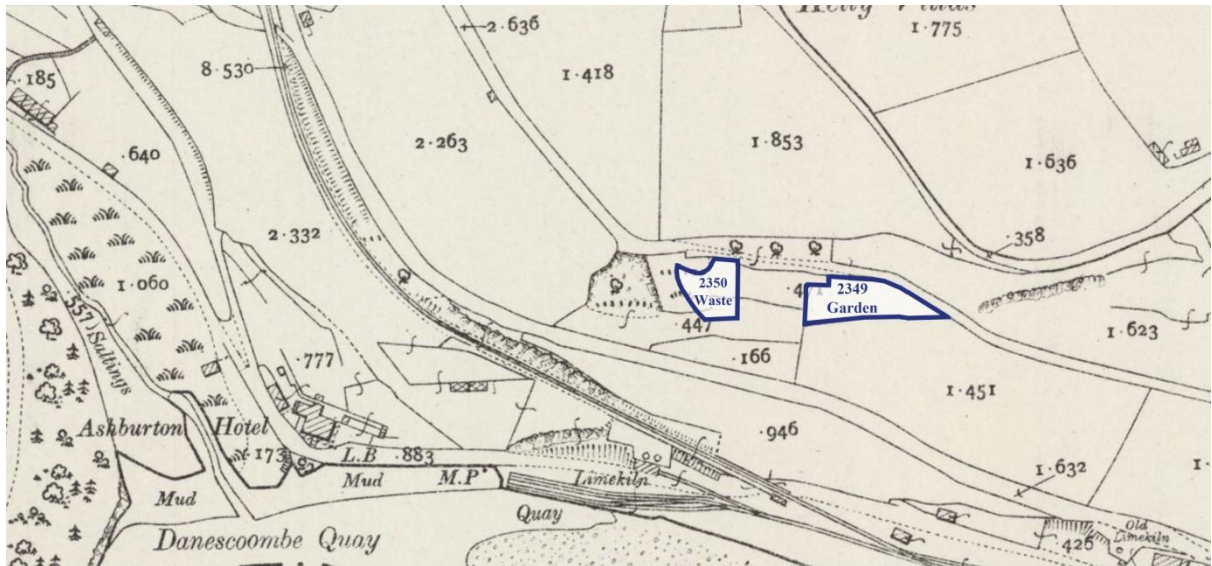 2·636
1·775
8·530
·185
1·418
2·263
1·853
1·636
·640
2·332
·358
1·060
2350
Waste
2349
Garden
447
1·623
·557
Saltings
·777
·166
1·451
Ashburton
Hotel
·946
·173
L.B
·883
1·632
Mud
Mud
M.P
Limekiln
Quay
Old
Limekiln
Danescoombe Quay
426